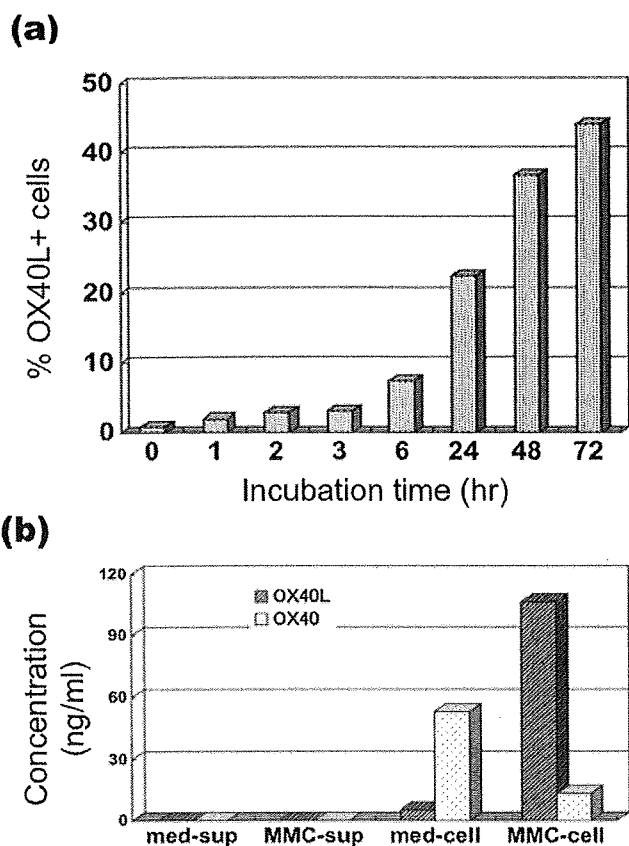 (a)
50
40
30
20
10
0
% OX40L+ cells
0 1 2 3 6 24 48 72
Incubation time (hr)
(b)
120
90
60
30
0
Concentration
(ng/ml)
OX40L
OX40
med-sup MMC-sup med-cell MMC-cell